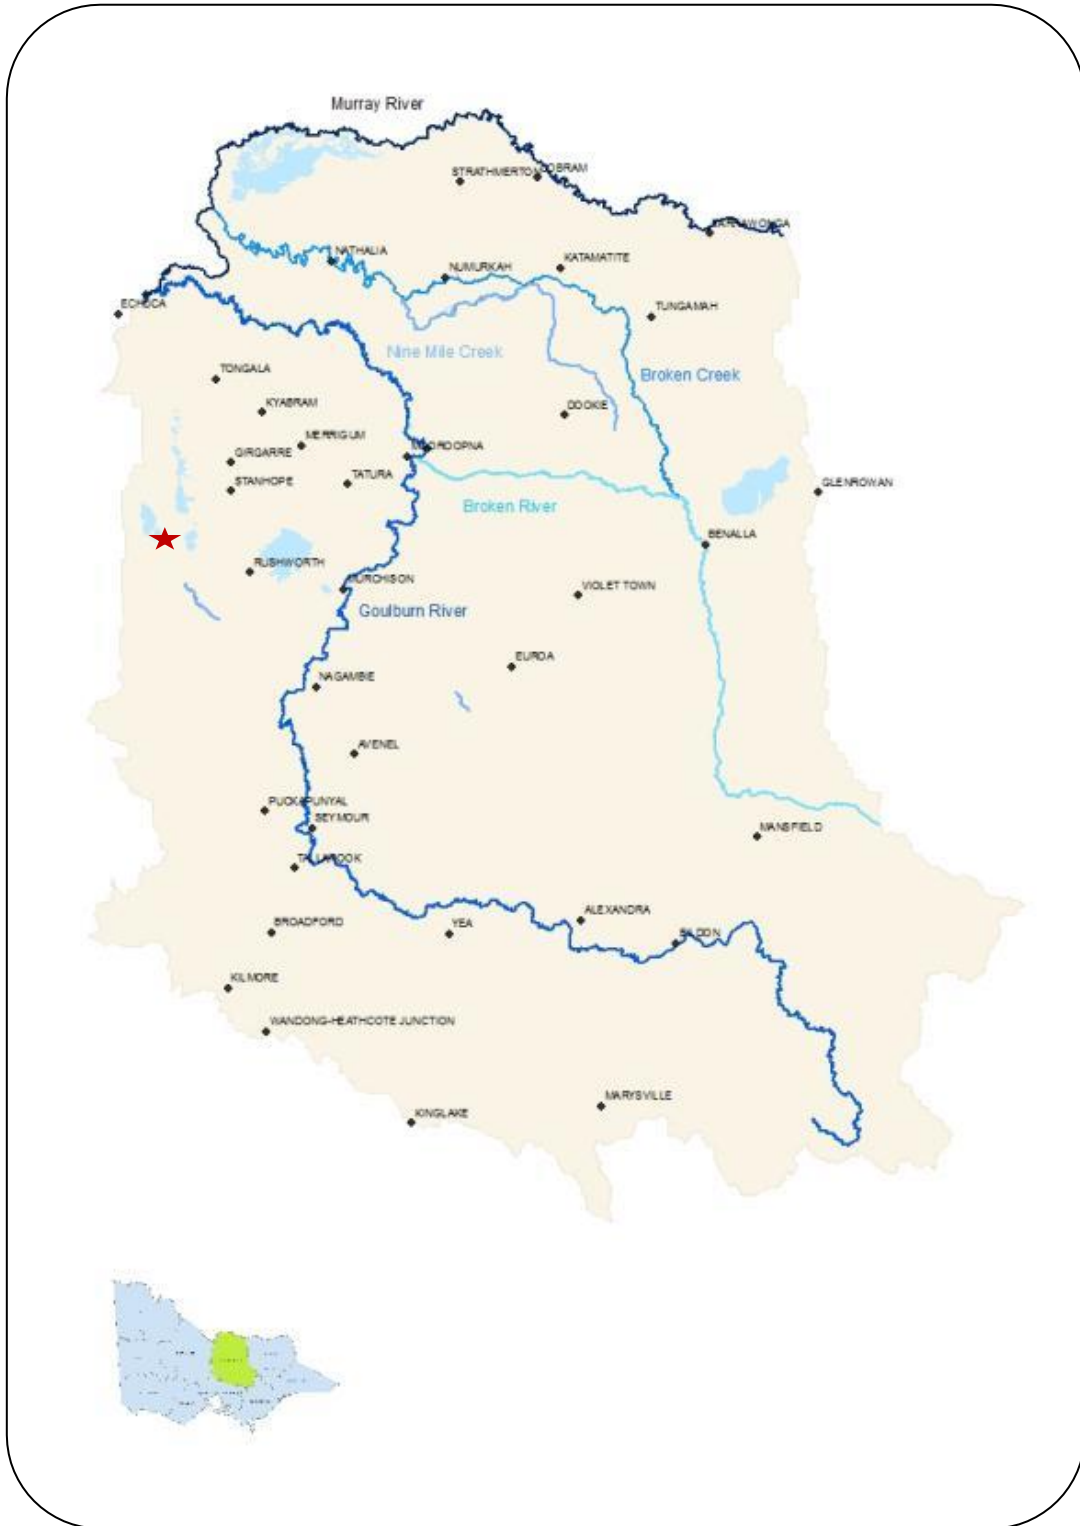 Murray River
STRATHMERTON
COBRAM
YARRAWONGA
NATHALIA
NUMURKAH
KATAMATITE
ECHUCA
TUNGAMAH
Nine Mile Creek
TONGALA
Broken Creek
KYABRAM
DOOKIE
MERRIGUM
MOOROOPNA
GIRGARRE
TATURA
STANHOPE
GLENROWAN
Broken River
BENALLA
RUSHWORTH
MURCHISON
VIOLET TOWN
Goulburn River
EUROA
NAGAMBIE
AVENEL
PUCKAPUNYAL
SEYMOUR
MANSFIELD
TALLAROOK
ALEXANDRA
BROADFORD
YEA
EILDON
KILMORE
WANDONG-HEATHCOTE JUNCTION
MARYSVILLE
KINGLAKE